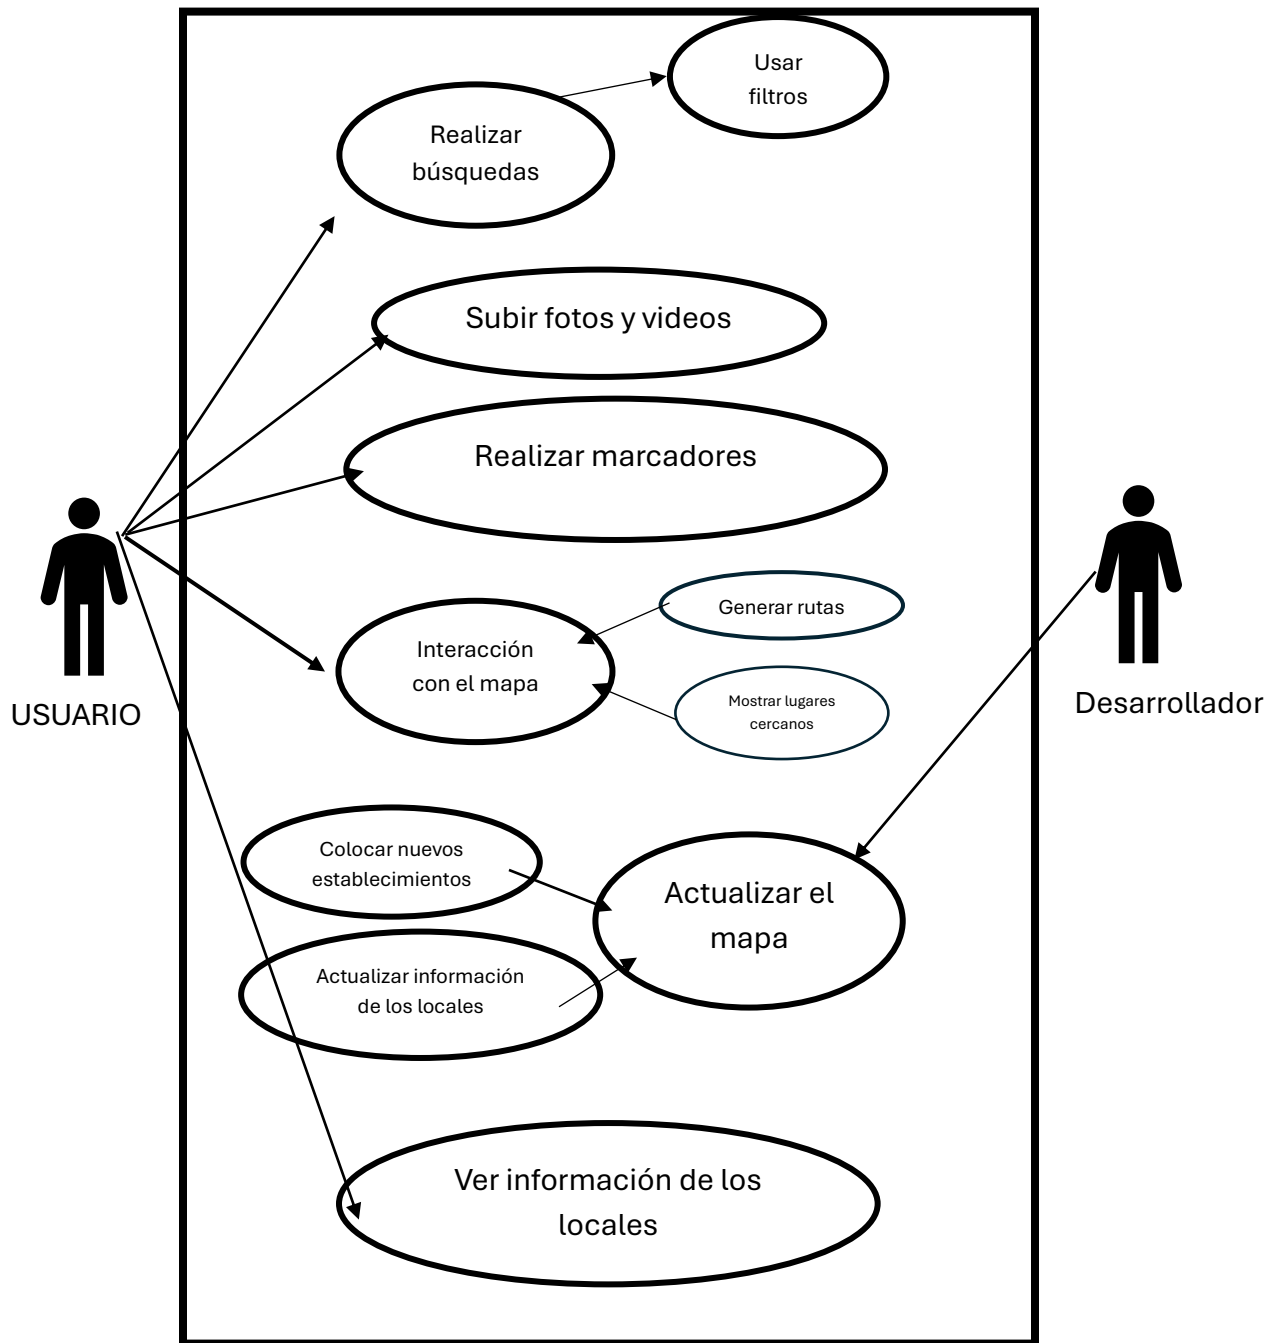 Usar
filtros
Realizar
búsquedas
Subir fotos y videos
Realizar marcadores
Generar rutas
Interacción
con el mapa
Mostrar lugares
cercanos
USUARIO
Desarrollador
Colocar nuevos
establecimientos
Actualizar el
mapa
Actualizar información
de los locales
Ver información de los
locales